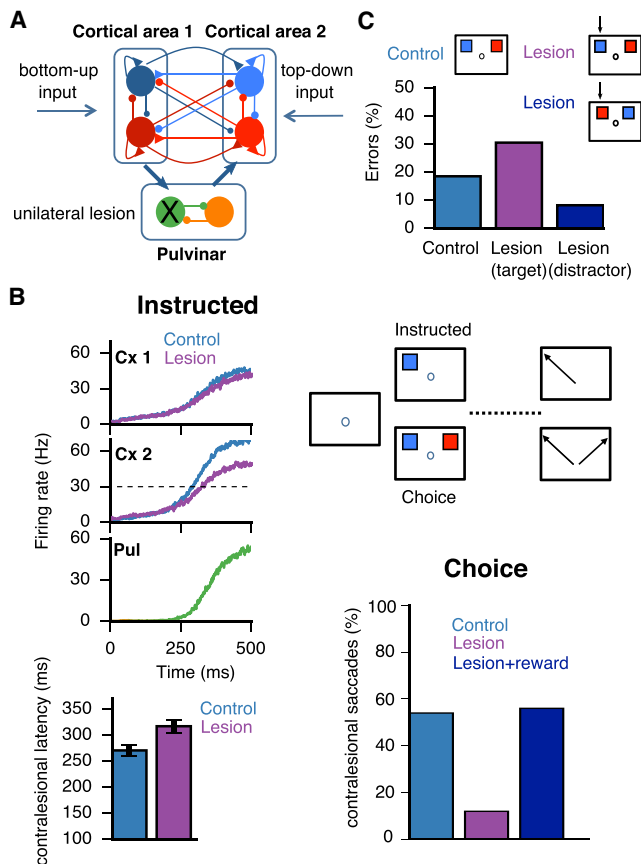 A
Cortical area 1 Cortical area 2
bottom-up
input
top-down
input
unilateral lesion
X
Pulvinar
C
Control
Lesion
Lesion
Errors (%)
50
40
30
20
10
0
Control
Lesion
(target)
Lesion
(distractor)
B
Instructed
Control
Lesion
Cx 1
60
30
0
Cx 2
60
30
0
Pul
60
30
0
Firing rate (Hz)
0 250 500
Time (ms)
contralesional latency (ms)
350
300
250
200
150
100
Control
Lesion
Instructed
Choice
Choice
contralesional saccades (%)
100
80
60
40
20
0
Control
Lesion
Lesion+reward